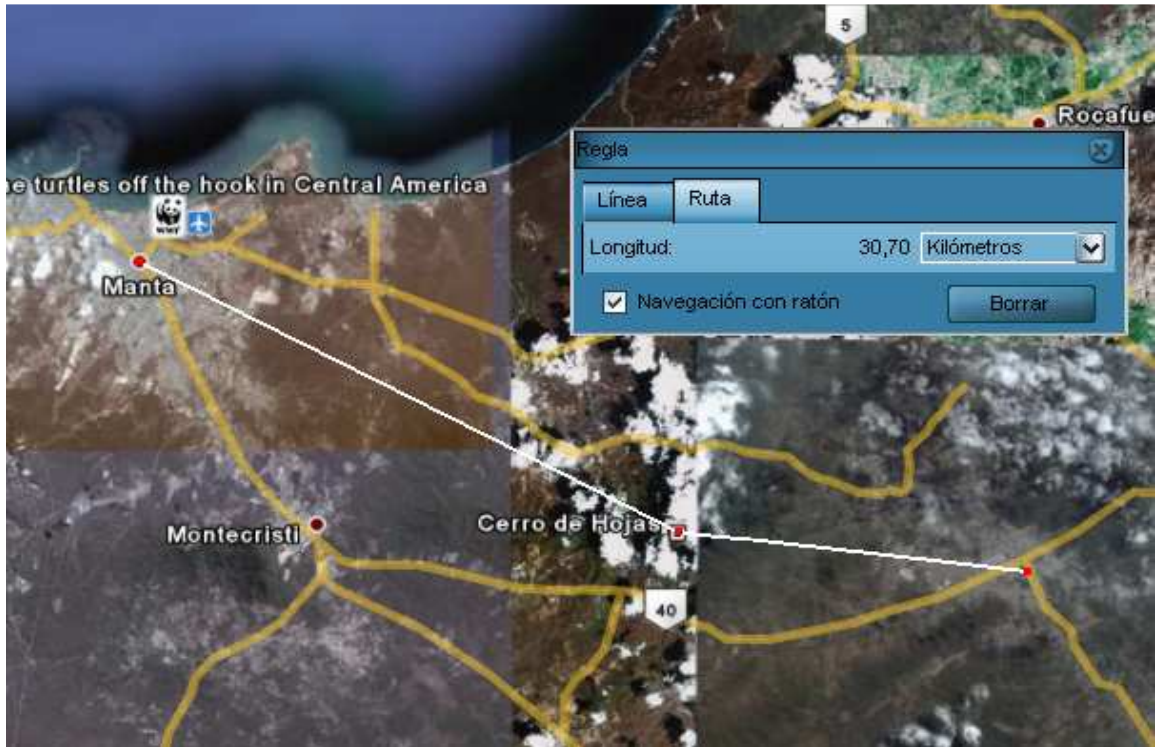 5
Rocafue
Regla
ne turtles off the hook in Central America
Línea
Ruta
WWF
Longitud:
30,70
Kilómetros
Manta
Navegación con ratón
Borrar
Montecristi
Cerro de Hojas
40